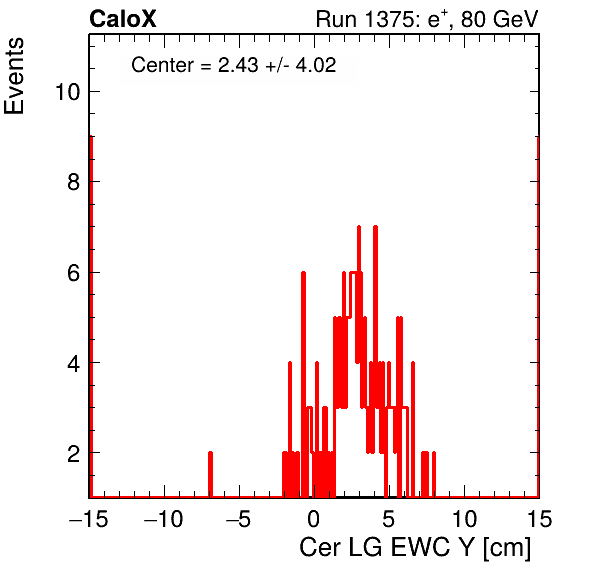 CaloX
Run 1375: e+, 80 GeV
Events
Center = 2.43 +/- 4.02
10
8
6
4
2
−15 −10 −5 0 5 10 15
Cer LG EWC Y [cm]